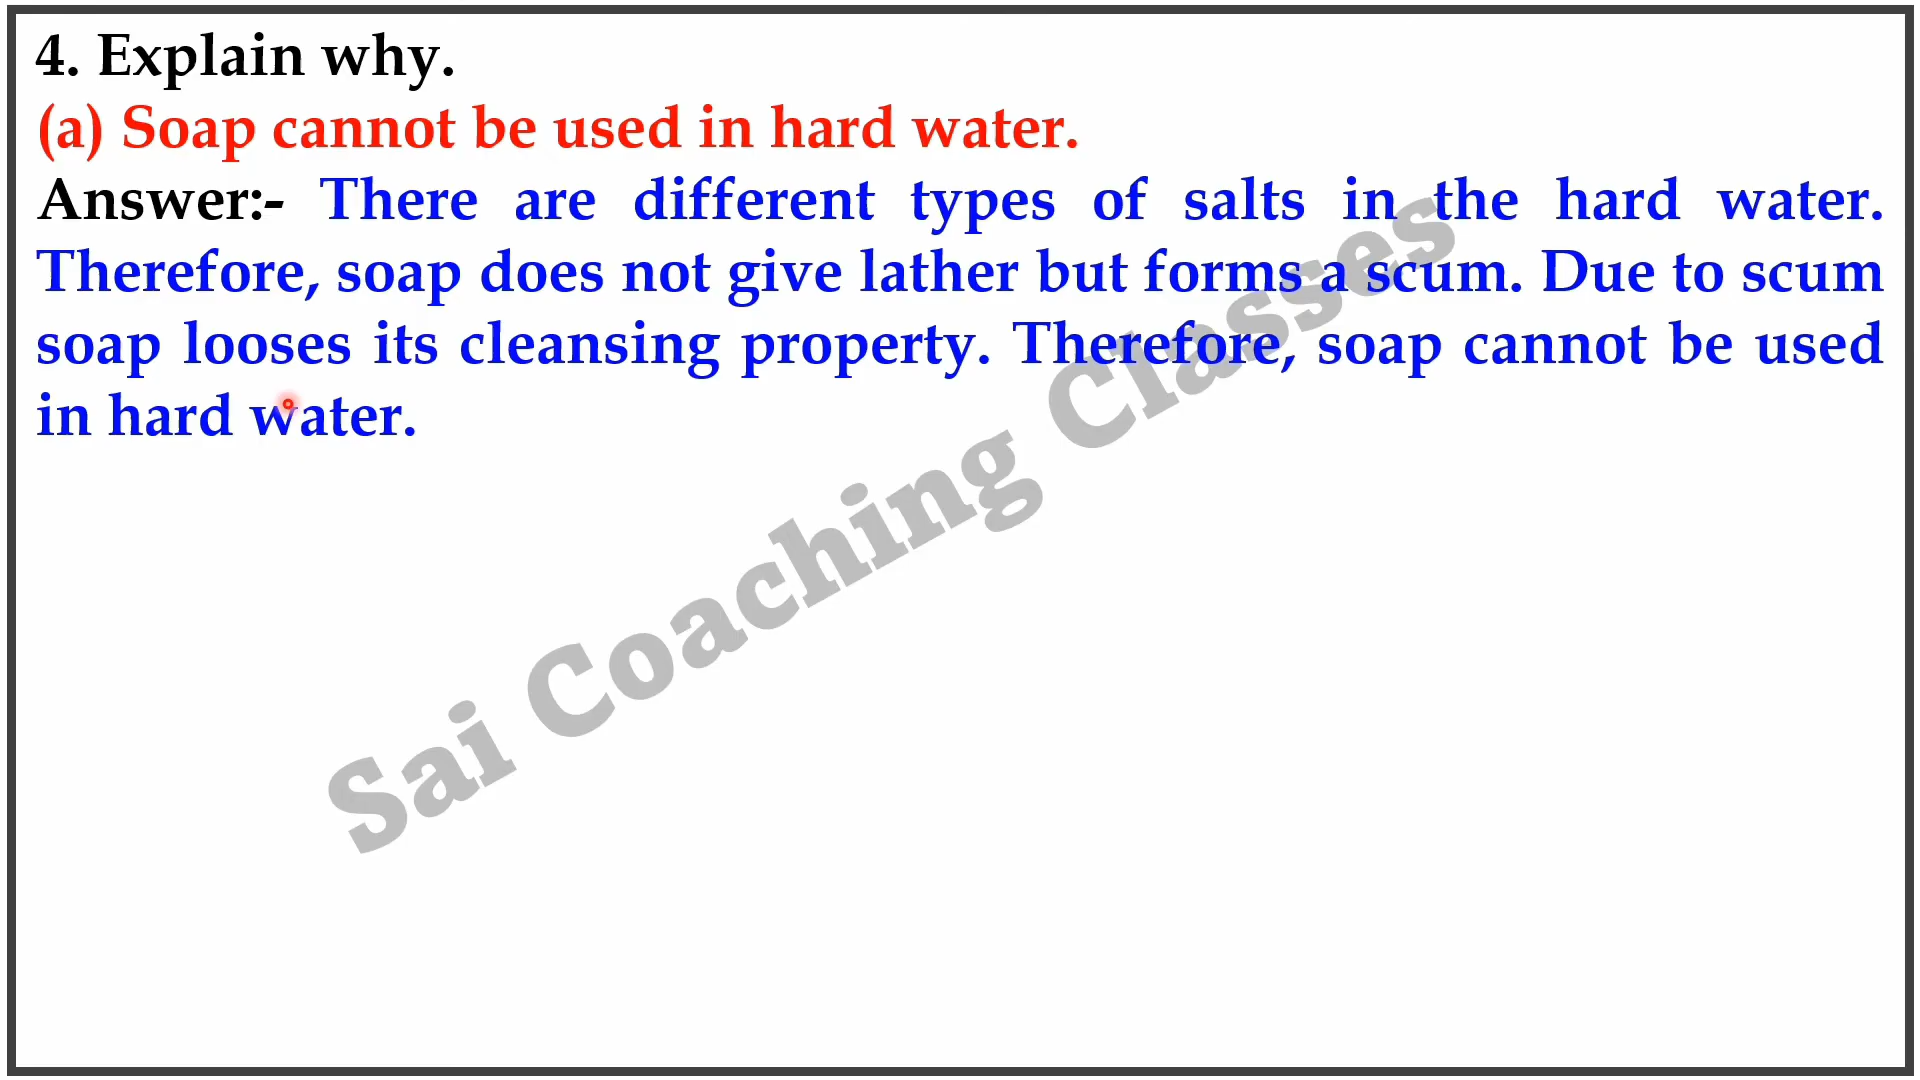 4. Explain why.
(a) Soap cannot be used in hard water.
Answer:- There are different types of salts in the hard water.
Therefore, soap does not give lather but forms a scum. Due to scum
soap looses its cleansing property. Therefore, soap cannot be used
in hard water.
Sai Coaching Classes